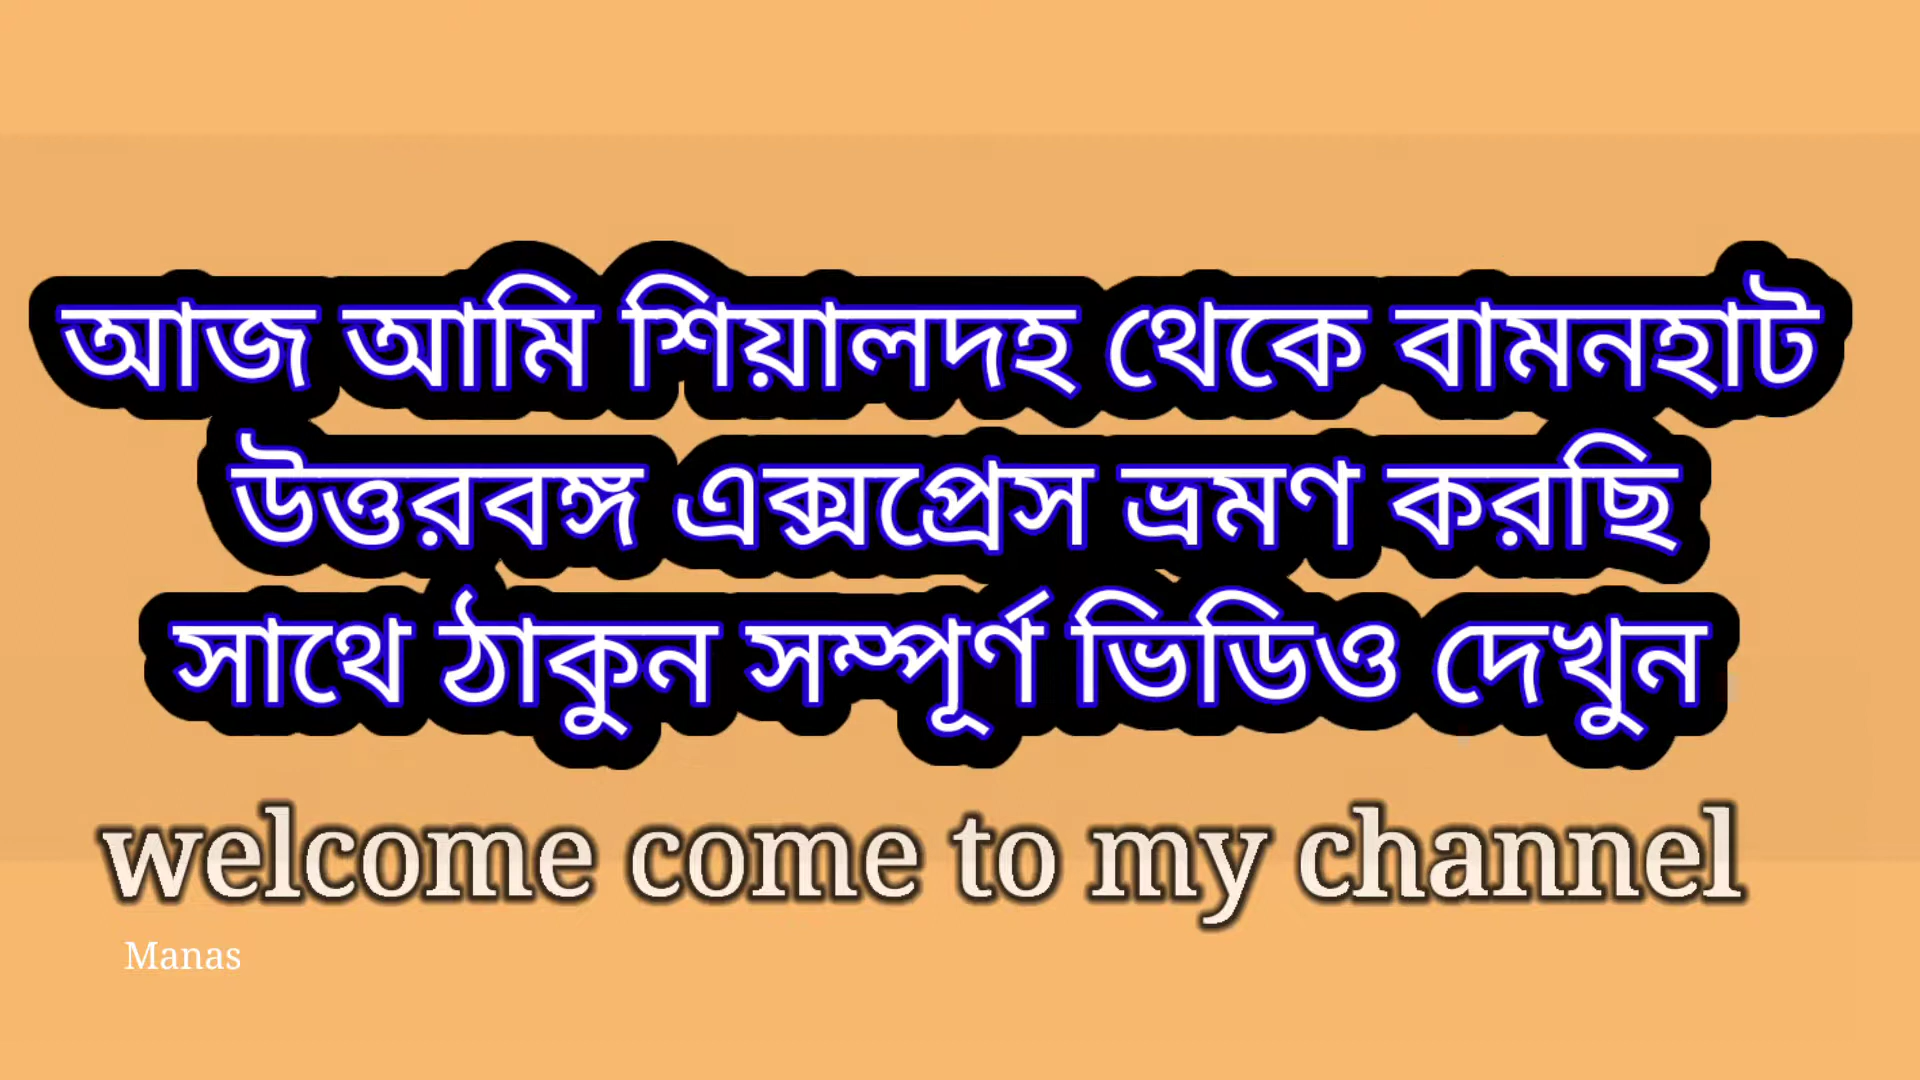 আজ আমি শিয়ালদহ থেকে বামনহাট
উত্তরবঙ্গ এক্সপ্রেস ভ্রমণ করছি
সাথে ঠাকুন সম্পূর্ণ ভিডিও দেখুন
welcome come to my channel
Manas